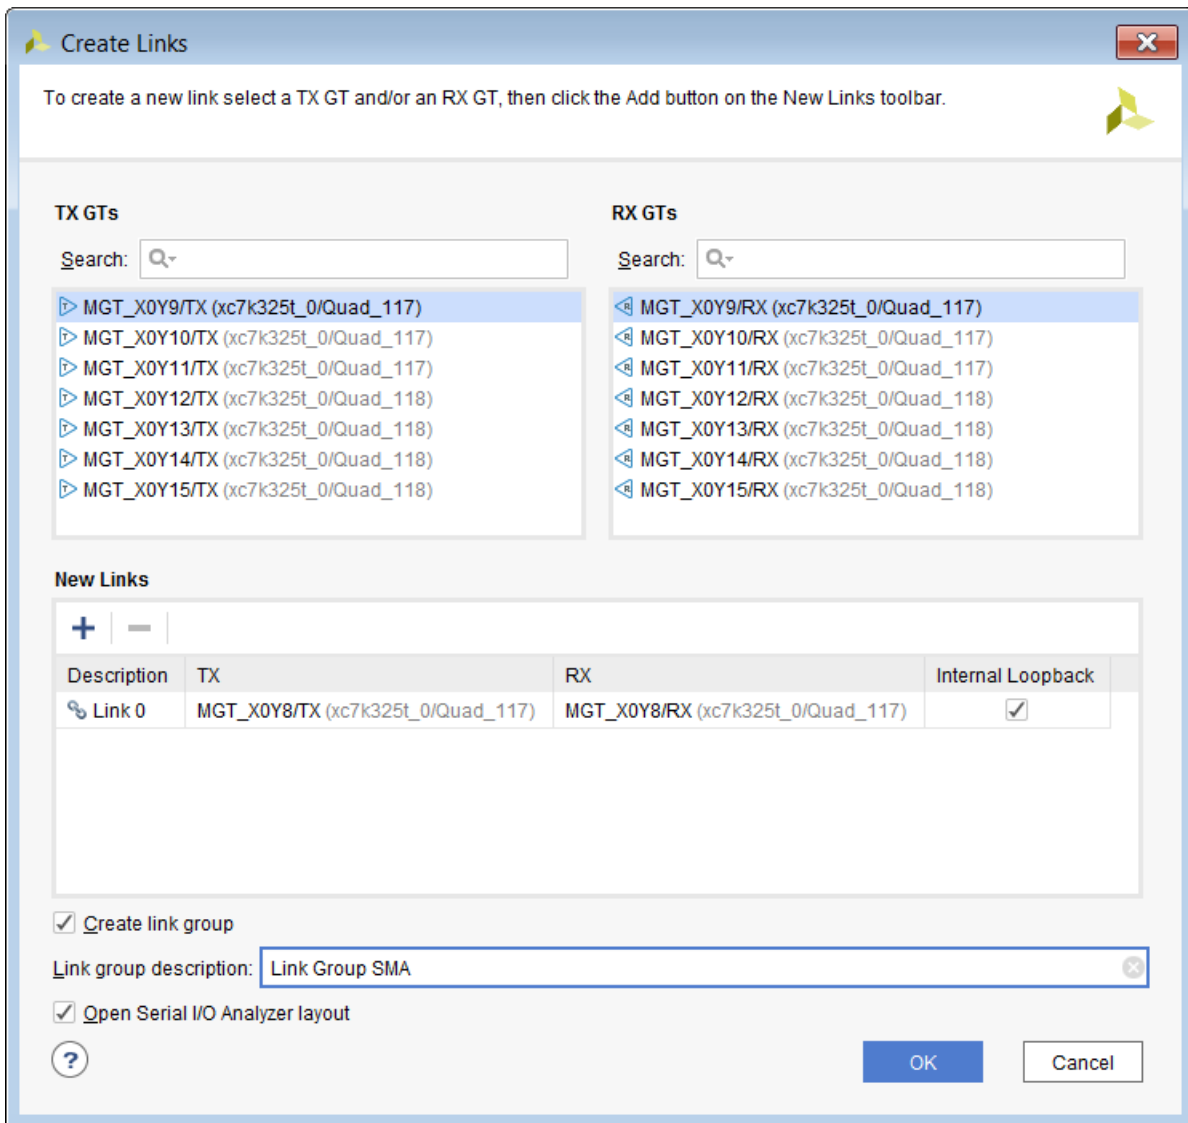 Create Links
To create a new link select a TX GT and/or an RX GT, then click the Add button on the New Links toolbar.
TX GTs
RX GTs
Search:
Search:
MGT_X0Y9/TX (xc7k325t_0/Quad_117)
MGT_X0Y10/TX (xc7k325t_0/Quad_117)
MGT_X0Y11/TX (xc7k325t_0/Quad_117)
MGT_X0Y12/TX (xc7k325t_0/Quad_118)
MGT_X0Y13/TX (xc7k325t_0/Quad_118)
MGT_X0Y14/TX (xc7k325t_0/Quad_118)
MGT_X0Y15/TX (xc7k325t_0/Quad_118)
MGT_X0Y9/RX (xc7k325t_0/Quad_117)
MGT_X0Y10/RX (xc7k325t_0/Quad_117)
MGT_X0Y11/RX (xc7k325t_0/Quad_117)
MGT_X0Y12/RX (xc7k325t_0/Quad_118)
MGT_X0Y13/RX (xc7k325t_0/Quad_118)
MGT_X0Y14/RX (xc7k325t_0/Quad_118)
MGT_X0Y15/RX (xc7k325t_0/Quad_118)
New Links
Description TX RX Internal Loopback
Link 0 MGT_X0Y8/TX (xc7k325t_0/Quad_117) MGT_X0Y8/RX (xc7k325t_0/Quad_117)
Create link group
Link group description: Link Group SMA
Open Serial I/O Analyzer layout
? OK Cancel